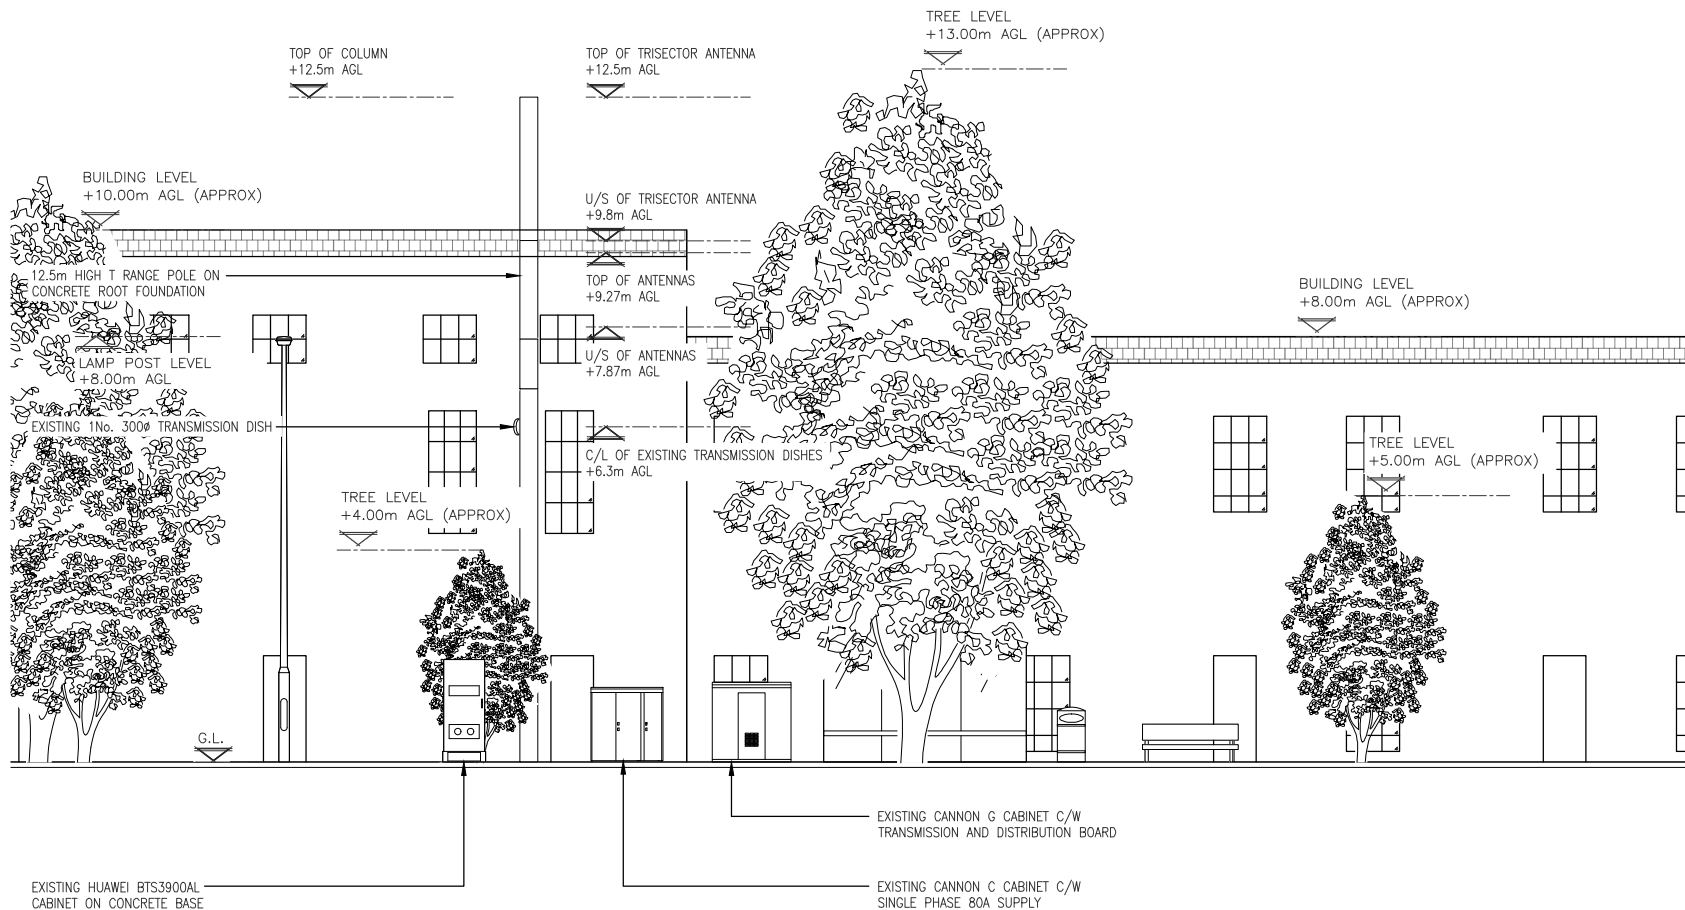 TREE LEVEL
+13.00m AGL (APPROX)
TOP OF COLUMN
+12.5m AGL
TOP OF TRISECTOR ANTENNA
+12.5m AGL
BUILDING LEVEL
+10.00m AGL (APPROX)
U/S OF TRISECTOR ANTENNA
+9.8m AGL
12.5m HIGH T RANGE POLE ON
CONCRETE ROOT FOUNDATION
TOP OF ANTENNAS
+9.27m AGL
BUILDING LEVEL
+8.00m AGL (APPROX)
LAMP POST LEVEL
+8.00m AGL
U/S OF ANTENNAS
+7.87m AGL
EXISTING 1No. 300ø TRANSMISSION DISH
C/L OF EXISTING TRANSMISSION DISHES
+6.3m AGL
TREE LEVEL
+5.00m AGL (APPROX)
TREE LEVEL
+4.00m AGL (APPROX)
G.L.
EXISTING CANNON G CABINET C/W
TRANSMISSION AND DISTRIBUTION BOARD
EXISTING HUAWEI BTS3900AL
CABINET ON CONCRETE BASE
EXISTING CANNON C CABINET C/W
SINGLE PHASE 80A SUPPLY